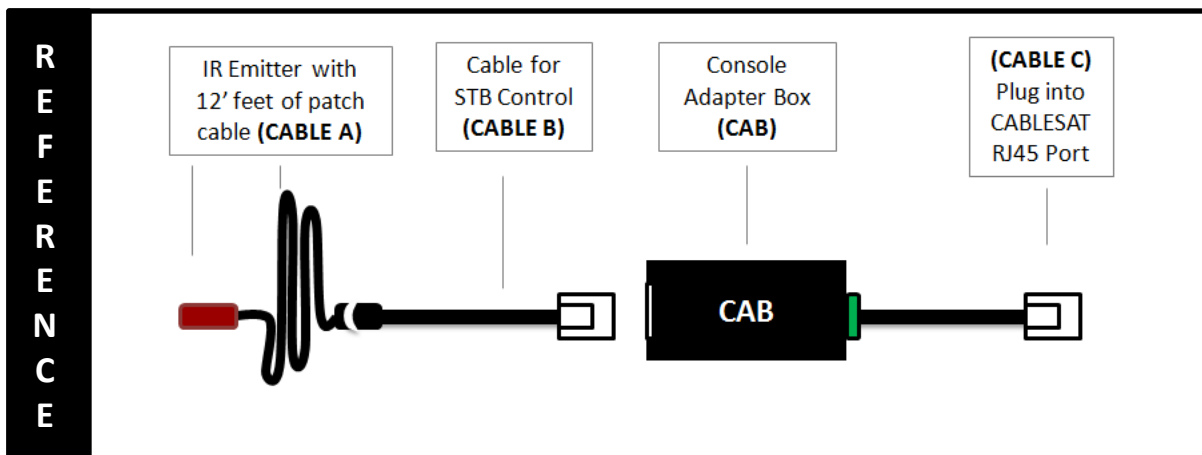 REFERENCE
IR Emitter with
12’ feet of patch
cable (CABLE A)
Cable for
STB Control
(CABLE B)
Console
Adapter Box
(CAB)
(CABLE C)
Plug into
CABLESAT
RJ45 Port
CAB